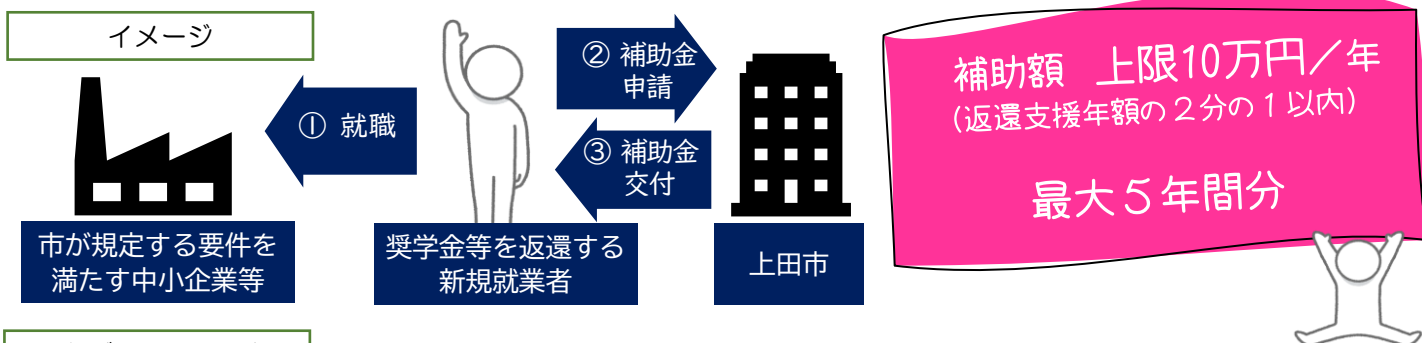 イメージ
① 就職
② 補助金
申請
③ 補助金
交付
市が規定する要件を
満たす中小企業等
奨学金等を返還する
新規就業者
上田市
補助額　上限10万円／年
(返還支援年額の２分の１以内)
最大５年間分